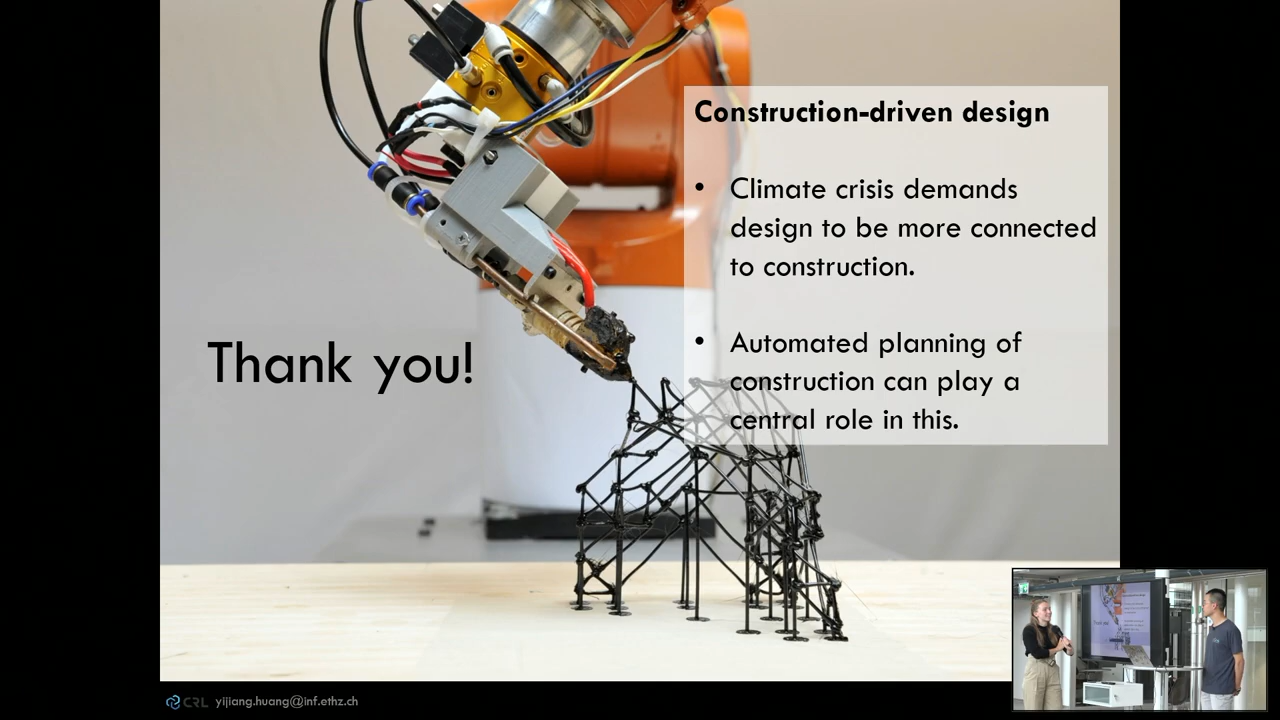 Construction-driven design
• Climate crisis demands
design to be more connected
to construction.
• Automated planning of
construction can play a
central role in this.
Thank you!
CRL yijiang.huang@inf.ethz.ch